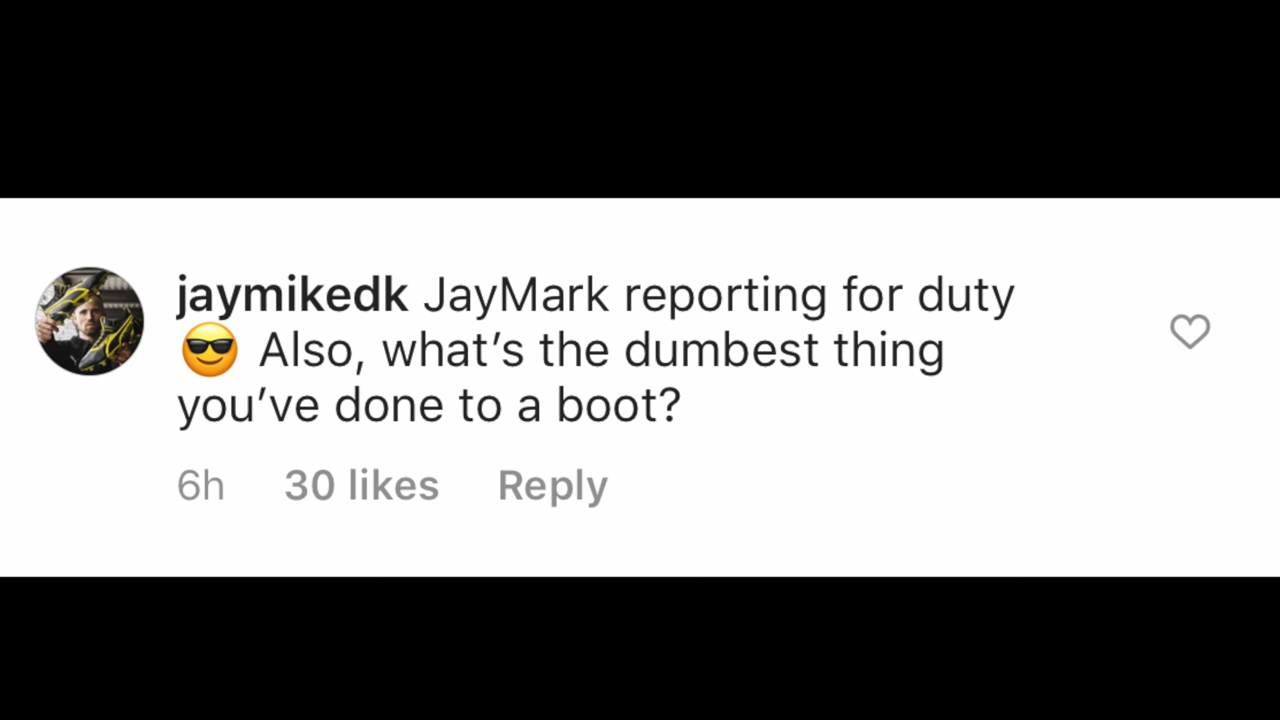 jaymikedk JayMark reporting for duty
😎 Also, what’s the dumbest thing
you’ve done to a boot?
6h 30 likes Reply